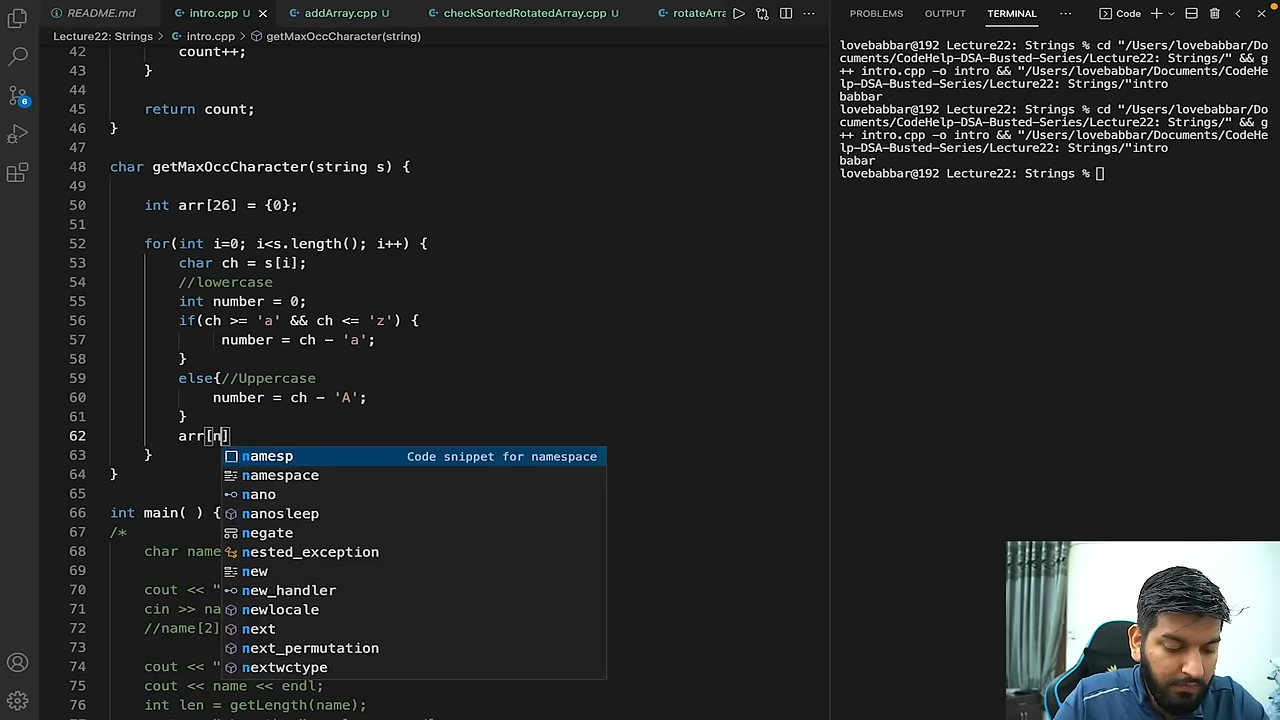 README.md
intro.cpp U
addArray.cpp U
checkSortedRotatedArray.cpp U
rotateArra
PROBLEMS
OUTPUT
TERMINAL
Code
Lecture22: Strings > intro.cpp > getMaxOccCharacter(string)
42 count++;
43 }
44
45 return count;
46 }
47
48 char getMaxOccCharacter(string s) {
49
50 int arr[26] = {0};
51
52 for(int i=0; i<s.length(); i++) {
53 char ch = s[i];
54 //lowercase
55 int number = 0;
56 if(ch >= 'a' && ch <= 'z') {
57 number = ch - 'a';
58 }
59 else{//Uppercase
60 number = ch - 'A';
61 }
62 arr[n]
63 }
64 }
65
66 int main( ) {
67 /*
68 char name
69
70 cout << "
71 cin >> na
72 //name[2]
73
74 cout << "
75 cout << name << endl;
76 int len = getLength(name);
namesp Code snippet for namespace
namespace
nano
nanosleep
negate
nested_exception
new
new_handler
newlocale
next
next_permutation
nextwctype
lovebabbar@192 Lecture22: Strings % cd "/Users/lovebabbar/Do
cuments/CodeHelp-DSA-Busted-Series/Lecture22: Strings/" && g
++ intro.cpp -o intro && "/Users/lovebabbar/Documents/CodeHe
lp-DSA-Busted-Series/Lecture22: Strings/"intro
babbar
lovebabbar@192 Lecture22: Strings % cd "/Users/lovebabbar/Do
cuments/CodeHelp-DSA-Busted-Series/Lecture22: Strings/" && g
++ intro.cpp -o intro && "/Users/lovebabbar/Documents/CodeHe
lp-DSA-Busted-Series/Lecture22: Strings/"intro
babar
lovebabbar@192 Lecture22: Strings %
6